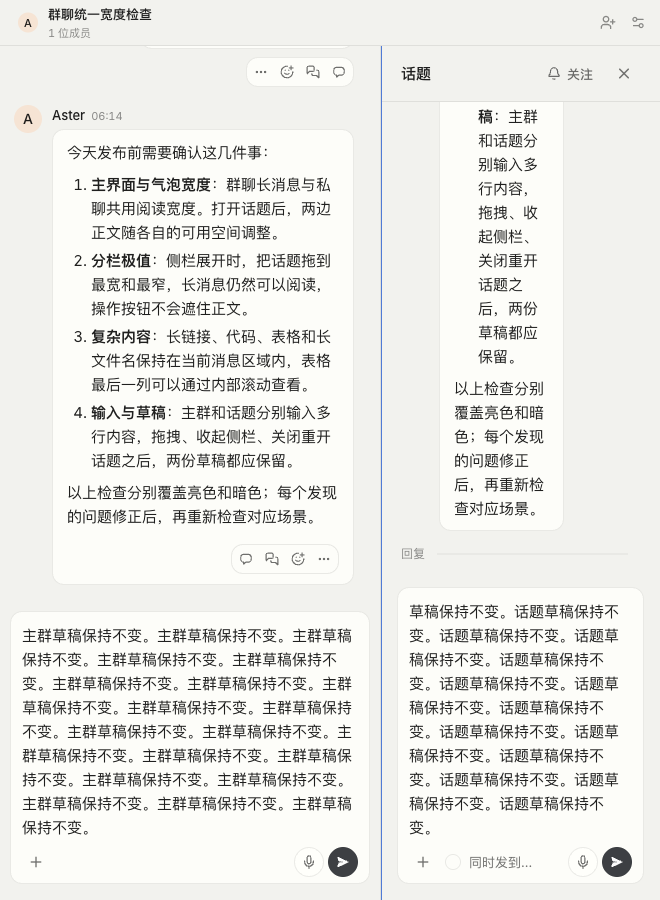 A
群聊统一宽度检查
1 位成员
A
Aster 06:14
今天发布前需要确认这几件事：
1. 主界面与气泡宽度：群聊长消息与私
聊共用阅读宽度。打开话题后，两边
正文随各自的可用空间调整。
2. 分栏极值：侧栏展开时，把话题拖到
最宽和最窄，长消息仍然可以阅读，
操作按钮不会遮住正文。
3. 复杂内容：长链接、代码、表格和长
文件名保持在当前消息区域内，表格
最后一列可以通过内部滚动查看。
4. 输入与草稿：主群和话题分别输入多
行内容，拖拽、收起侧栏、关闭重开
话题之后，两份草稿都应保留。
以上检查分别覆盖亮色和暗色；每个发现
的问题修正后，再重新检查对应场景。
主群草稿保持不变。主群草稿保持不变。主群草稿
保持不变。主群草稿保持不变。主群草稿保持不
变。主群草稿保持不变。主群草稿保持不变。主群
草稿保持不变。主群草稿保持不变。主群草稿保持
不变。主群草稿保持不变。主群草稿保持不变。主
群草稿保持不变。主群草稿保持不变。主群草稿保
持不变。主群草稿保持不变。主群草稿保持不变。
主群草稿保持不变。主群草稿保持不变。主群草稿
保持不变。
话题
关注
稿：主群
和话题分
别输入多
行内容，
拖拽、收
起侧栏、
关闭重开
话题之
后，两份
草稿都应
保留。
以上检查分别
覆盖亮色和暗
色；每个发现
的问题修正
后，再重新检
查对应场景。
回复
草稿保持不变。话题草稿保持不
变。话题草稿保持不变。话题草
稿保持不变。话题草稿保持不
变。话题草稿保持不变。话题草
稿保持不变。话题草稿保持不
变。话题草稿保持不变。话题草
稿保持不变。话题草稿保持不
变。话题草稿保持不变。话题草
稿保持不变。话题草稿保持不
变。
同时发到...